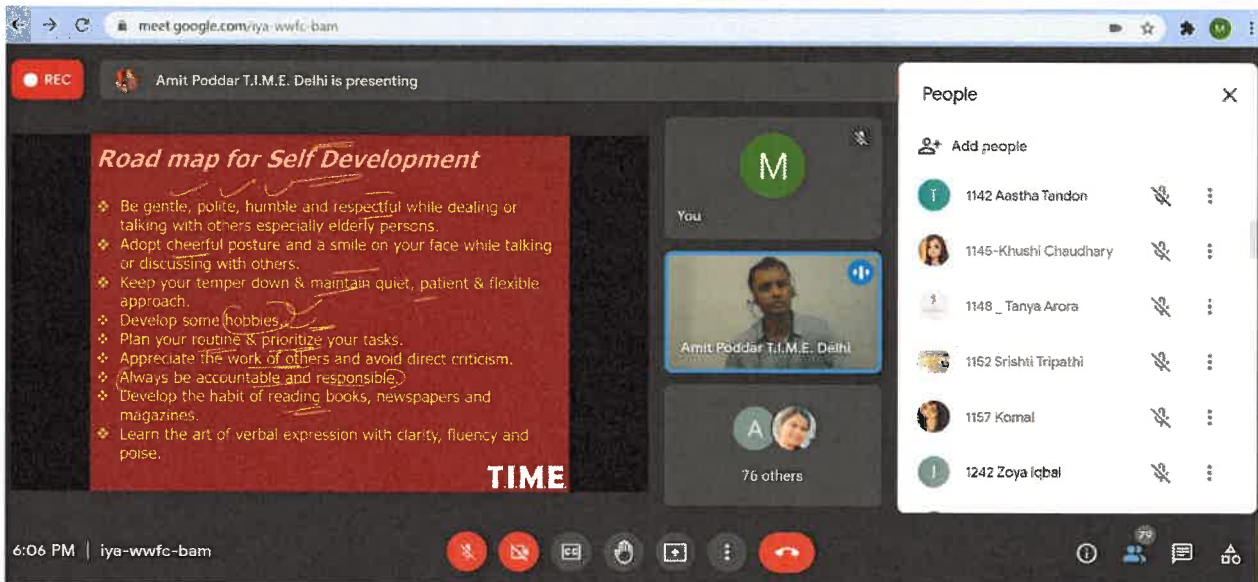 meet.google.com/iya-wwfc-bam
M
REC
Amit Poddar T.I.M.E. Delhi is presenting
Road map for Self Development
❖ Be gentle, polite, humble and respectful while dealing or
talking with others especially elderly persons.
❖ Adopt cheerful posture and a smile on your face while talking
or discussing with others.
❖ Keep your temper down & maintain quiet, patient & flexible
approach.
❖ Develop some hobbies.
❖ Plan your routine & prioritize your tasks.
❖ Appreciate the work of others and avoid direct criticism.
❖ Always be accountable and responsible.
❖ Develop the habit of reading books, newspapers and
magazines.
❖ Learn the art of verbal expression with clarity, fluency and
poise.
T.I.M.E.
M
You
Amit Poddar T.I.M.E. Delhi
A
76 others
People
Add people
1142 Aastha Tandon
1145-Khushi Chaudhary
1148 _ Tanya Arora
1152 Srishti Tripathi
1157 Komal
1242 Zoya Iqbal
6:06 PM | iya-wwfc-bam
CC
79